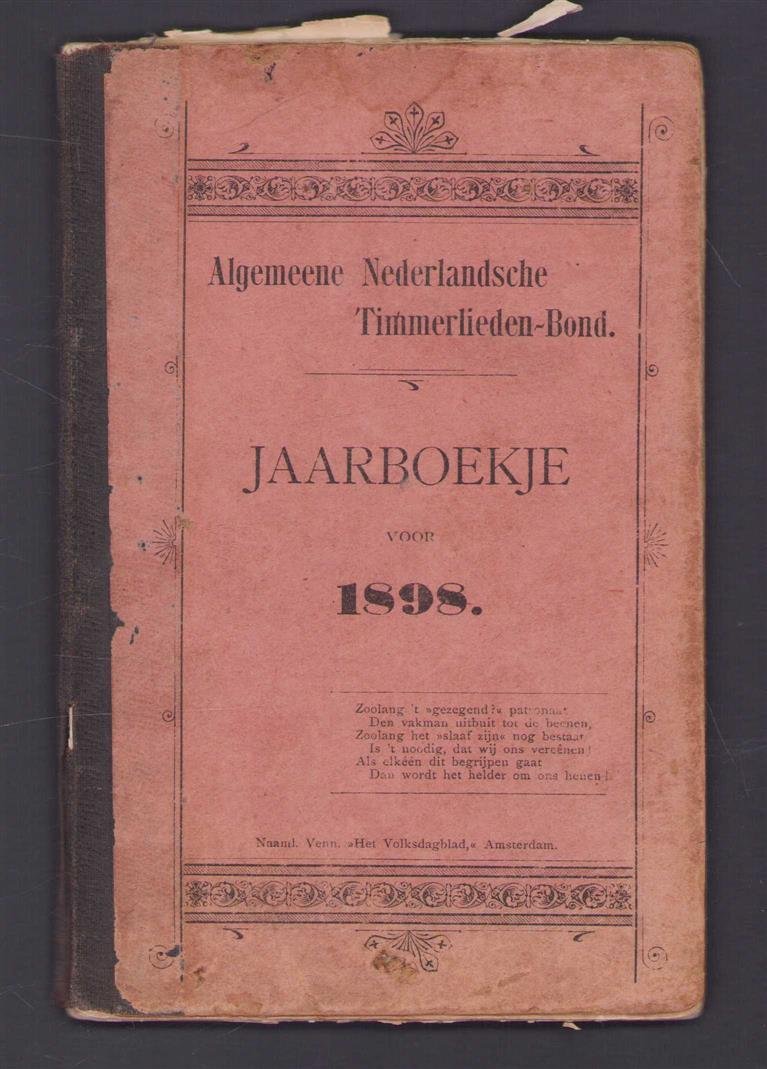 Algemeene Nederlandsche
Timmerlieden-Bond.
JAARBOEKJE
VOOR
1898.
Zoolang 't »gezegend?« patronaat
Den vakman uitbuit tot de beenen,
Zoolang het »slaaf zijn« nog bestaat
Is 't noodig, dat wij ons vereênen!
Als elkéén dit begrijpen gaat
Dan wordt het helder om ons henen!
Naaml. Venn. »Het Volksdagblad,« Amsterdam.